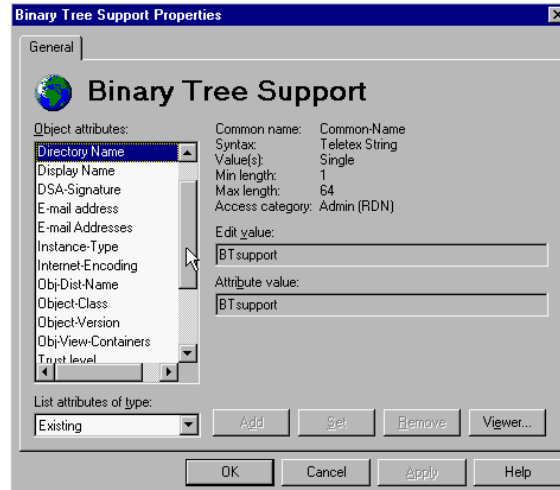 Binary Tree Support Properties
General
Binary Tree Support
Object attributes:
Directory Name
Display Name
DSA-Signature
E-mail address
E-mail Addresses
Instance-Type
Internet-Encoding
Obj-Dist-Name
Object-Class
Object-Version
Obj-View-Containers
Trust level
List attributes of type:
Existing
Common name: Common-Name
Syntax: Teletex String
Value(s): Single
Min length: 1
Max length: 64
Access category: Admin (RDN)
Edit value:
BTsupport
Attribute value:
BTsupport
Add Set Remove Viewer...
OK Cancel Apply Help